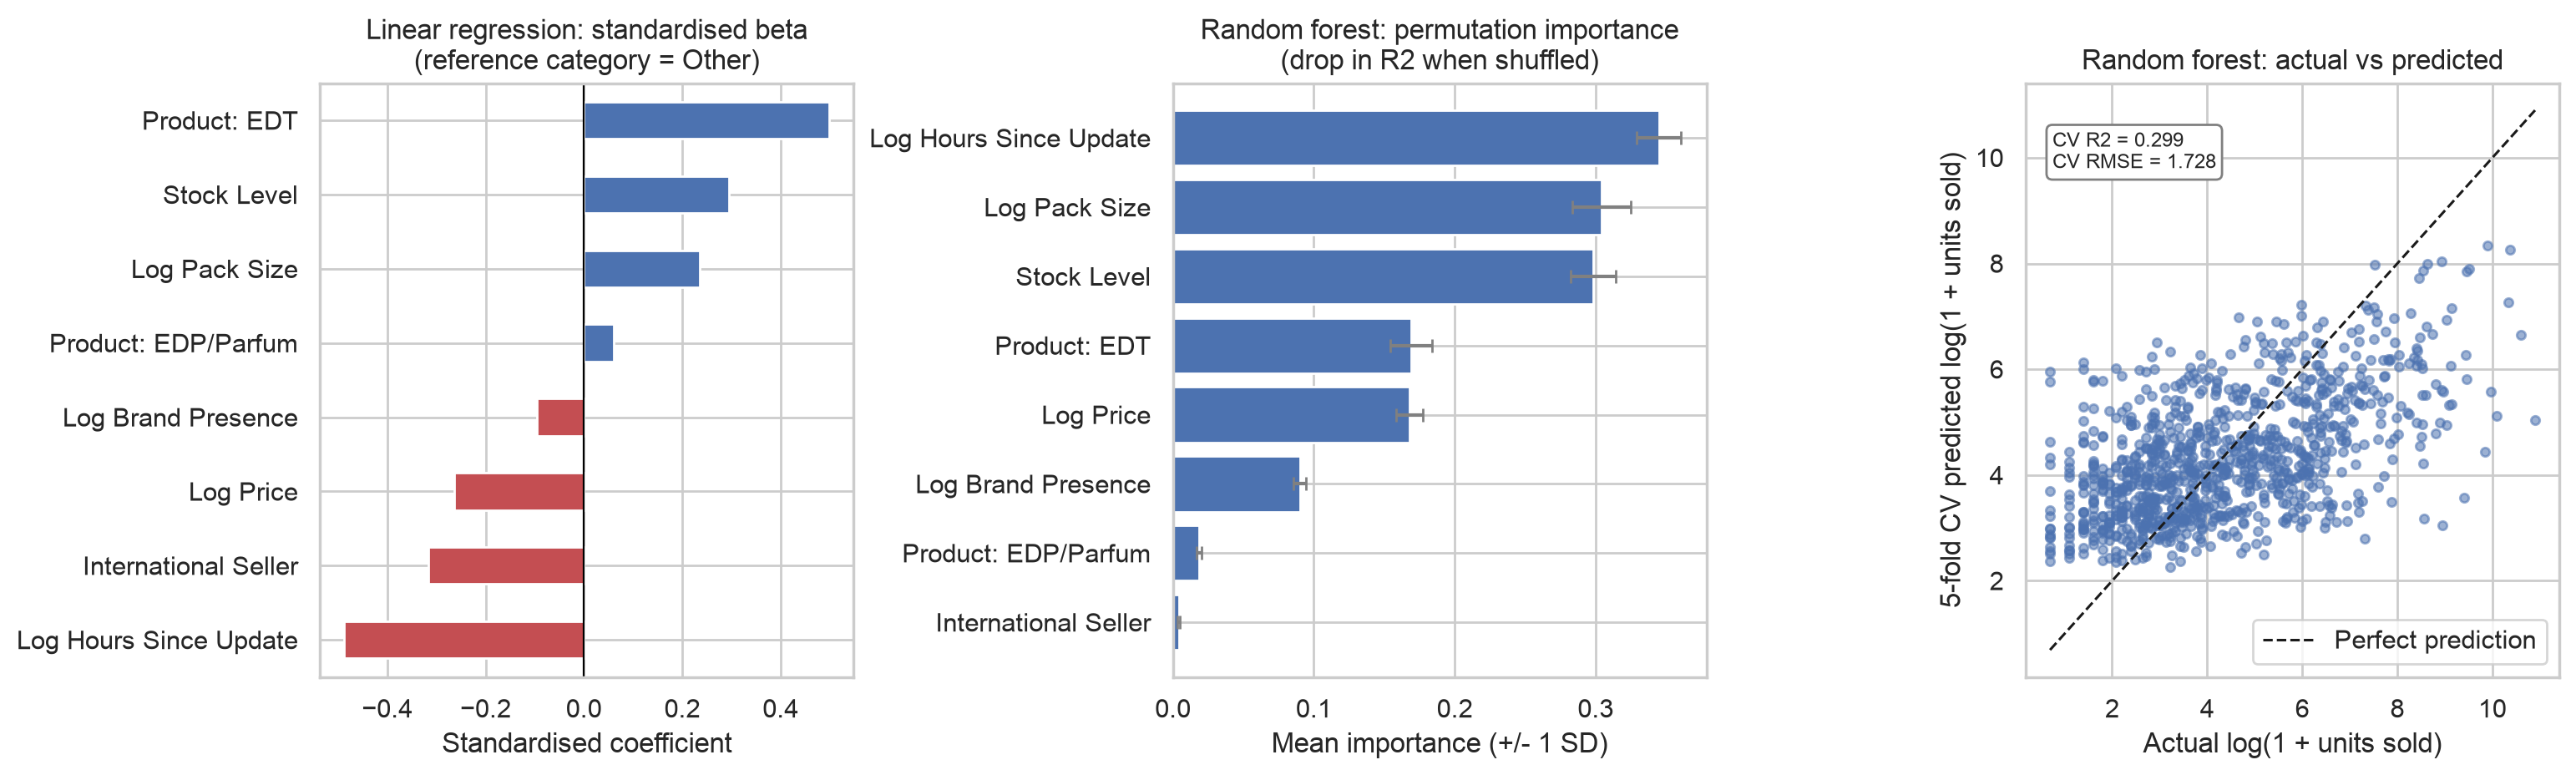 Linear regression: standardised beta
(reference category = Other)
Product: EDT
Stock Level
Log Pack Size
Product: EDP/Parfum
Log Brand Presence
Log Price
International Seller
Log Hours Since Update
−0.4 −0.2 0.0 0.2 0.4
Standardised coefficient
Random forest: permutation importance
(drop in R2 when shuffled)
Log Hours Since Update
Log Pack Size
Stock Level
Product: EDT
Log Price
Log Brand Presence
Product: EDP/Parfum
International Seller
0.0 0.1 0.2 0.3
Mean importance (+/- 1 SD)
Random forest: actual vs predicted
5-fold CV predicted log(1 + units sold)
10
8
6
4
2
CV R2 = 0.299
CV RMSE = 1.728
Perfect prediction
2 4 6 8 10
Actual log(1 + units sold)